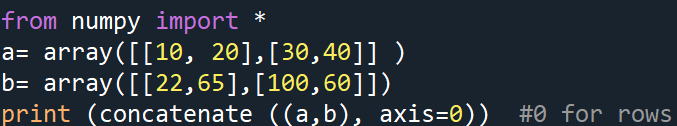 from numpy import *
a= array([[10, 20],[30,40]] )
b= array([[22,65],[100,60]])
print (concatenate ((a,b), axis=0))  #0 for rows